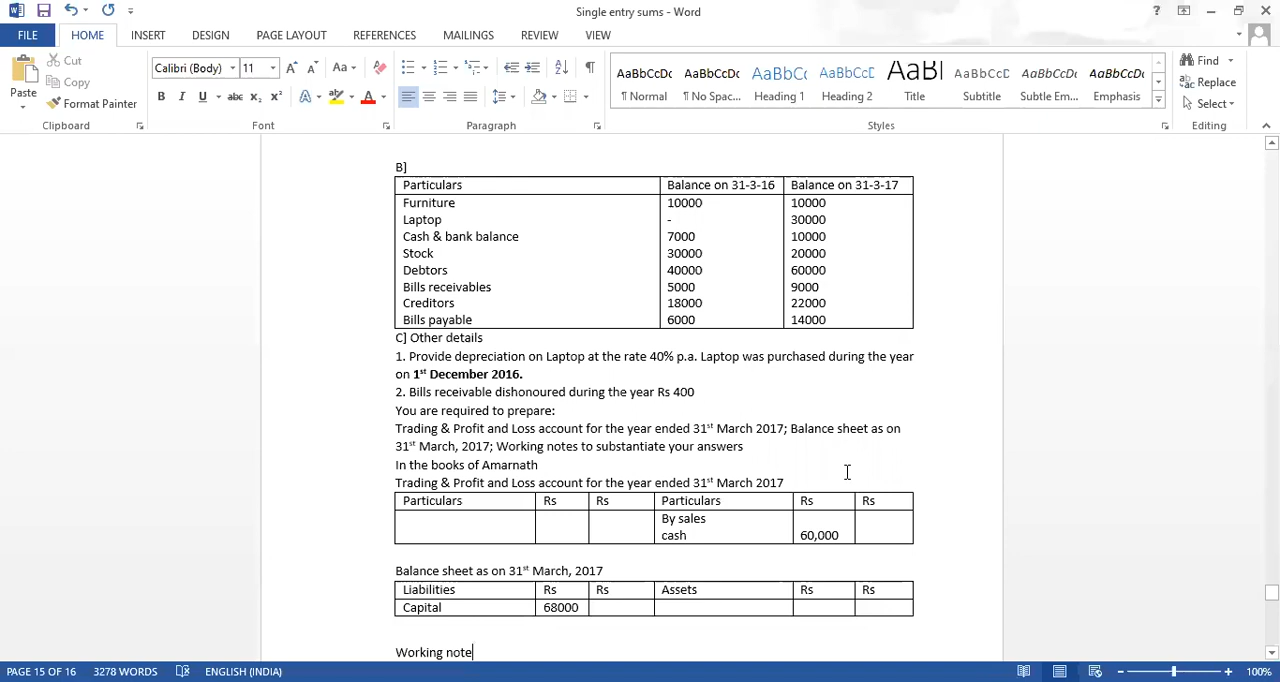 Single entry sums - Word
FILE HOME INSERT DESIGN PAGE LAYOUT REFERENCES MAILINGS REVIEW VIEW
Paste
Cut
Copy
Format Painter
Clipboard
Calibri (Body) 11
Font
Paragraph
AaBbCcDc AaBbCcDc AaBbCc AaBbCcC AaBl AaBbCcD AaBbCcDc AaBbCcDc
¶ Normal ¶ No Spac... Heading 1 Heading 2 Title Subtitle Subtle Em... Emphasis
Styles
Find
Replace
Select
Editing
B]
Particulars Balance on 31-3-16 Balance on 31-3-17
Furniture 10000 10000
Laptop - 30000
Cash & bank balance 7000 10000
Stock 30000 20000
Debtors 40000 60000
Bills receivables 5000 9000
Creditors 18000 22000
Bills payable 6000 14000
C] Other details
1. Provide depreciation on Laptop at the rate 40% p.a. Laptop was purchased during the year
on 1st December 2016.
2. Bills receivable dishonoured during the year Rs 400
You are required to prepare:
Trading & Profit and Loss account for the year ended 31st March 2017; Balance sheet as on
31st March, 2017; Working notes to substantiate your answers
In the books of Amarnath
Trading & Profit and Loss account for the year ended 31st March 2017
Particulars Rs Rs Particulars Rs Rs
By sales
cash 60,000
Balance sheet as on 31st March, 2017
Liabilities Rs Rs Assets Rs Rs
Capital 68000
Working note
PAGE 15 OF 16 3278 WORDS ENGLISH (INDIA) 100%